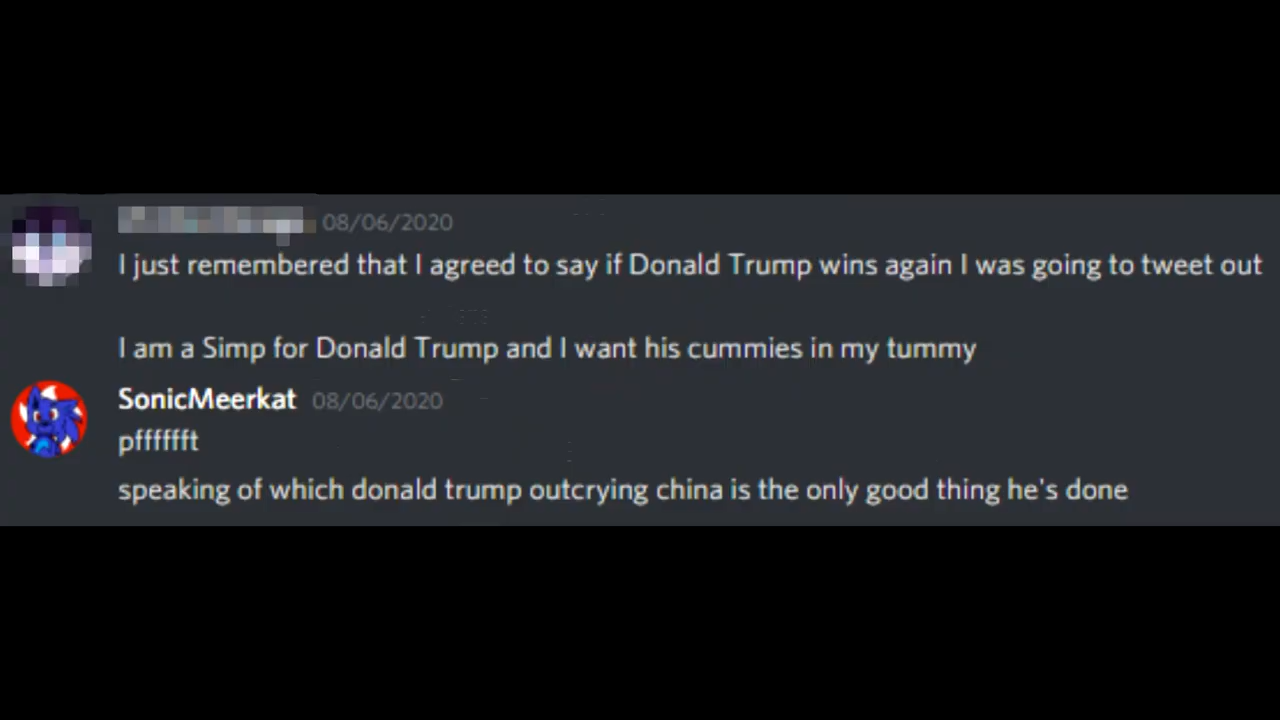 08/06/2020
I just remembered that I agreed to say if Donald Trump wins again I was going to tweet out
I am a Simp for Donald Trump and I want his cummies in my tummy
SonicMeerkat 08/06/2020
pfffffft
speaking of which donald trump outcrying china is the only good thing he's done